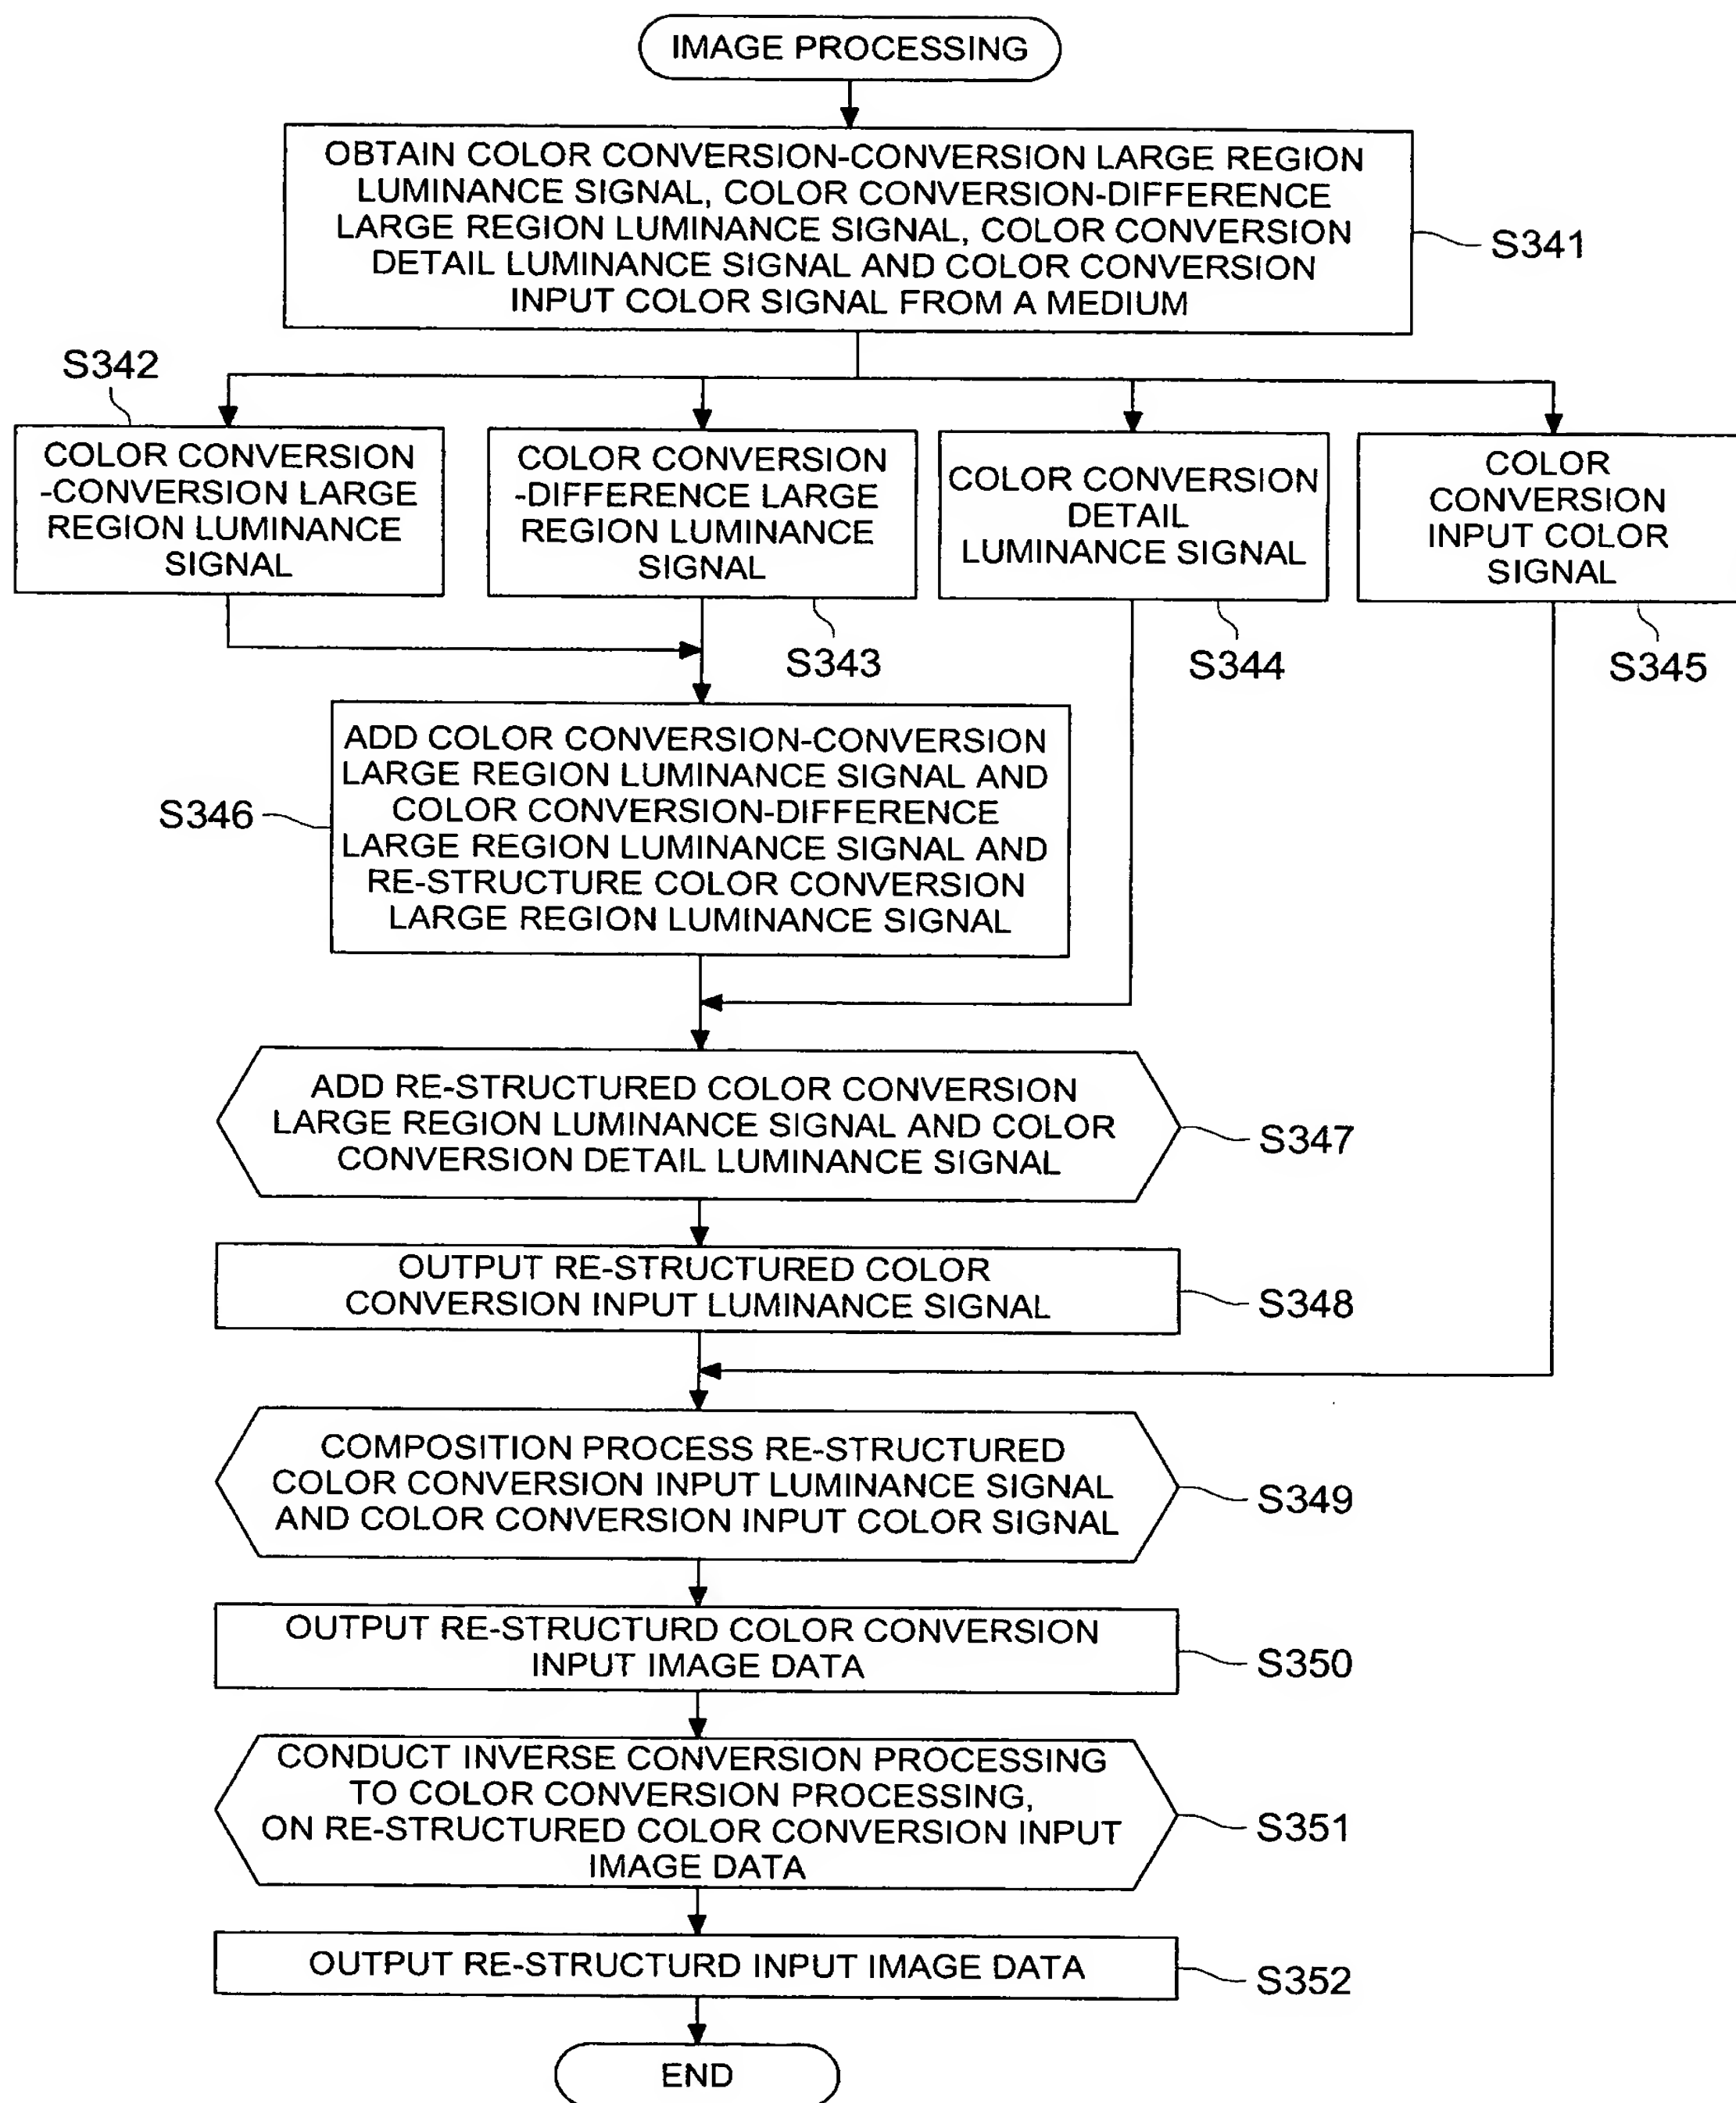 IMAGE PROCESSING
OBTAIN COLOR CONVERSION-CONVERSION LARGE REGION
LUMINANCE SIGNAL, COLOR CONVERSION-DIFFERENCE
LARGE REGION LUMINANCE SIGNAL, COLOR CONVERSION
DETAIL LUMINANCE SIGNAL AND COLOR CONVERSION
INPUT COLOR SIGNAL FROM A MEDIUM
S341
S342
COLOR CONVERSION
-CONVERSION LARGE
REGION LUMINANCE
SIGNAL
COLOR CONVERSION
-DIFFERENCE LARGE
REGION LUMINANCE
SIGNAL
S343
COLOR CONVERSION
DETAIL
LUMINANCE SIGNAL
S344
COLOR
CONVERSION
INPUT COLOR
SIGNAL
S345
ADD COLOR CONVERSION-CONVERSION
LARGE REGION LUMINANCE SIGNAL AND
COLOR CONVERSION-DIFFERENCE
LARGE REGION LUMINANCE SIGNAL AND
RE-STRUCTURE COLOR CONVERSION
LARGE REGION LUMINANCE SIGNAL
S346
ADD RE-STRUCTURED COLOR CONVERSION
LARGE REGION LUMINANCE SIGNAL AND COLOR
CONVERSION DETAIL LUMINANCE SIGNAL
S347
OUTPUT RE-STRUCTURED COLOR
CONVERSION INPUT LUMINANCE SIGNAL
S348
COMPOSITION PROCESS RE-STRUCTURED
COLOR CONVERSION INPUT LUMINANCE SIGNAL
AND COLOR CONVERSION INPUT COLOR SIGNAL
S349
OUTPUT RE-STRUCTURD COLOR CONVERSION
INPUT IMAGE DATA
S350
CONDUCT INVERSE CONVERSION PROCESSING
TO COLOR CONVERSION PROCESSING,
ON RE-STRUCTURED COLOR CONVERSION INPUT
IMAGE DATA
S351
OUTPUT RE-STRUCTURD INPUT IMAGE DATA
S352
END